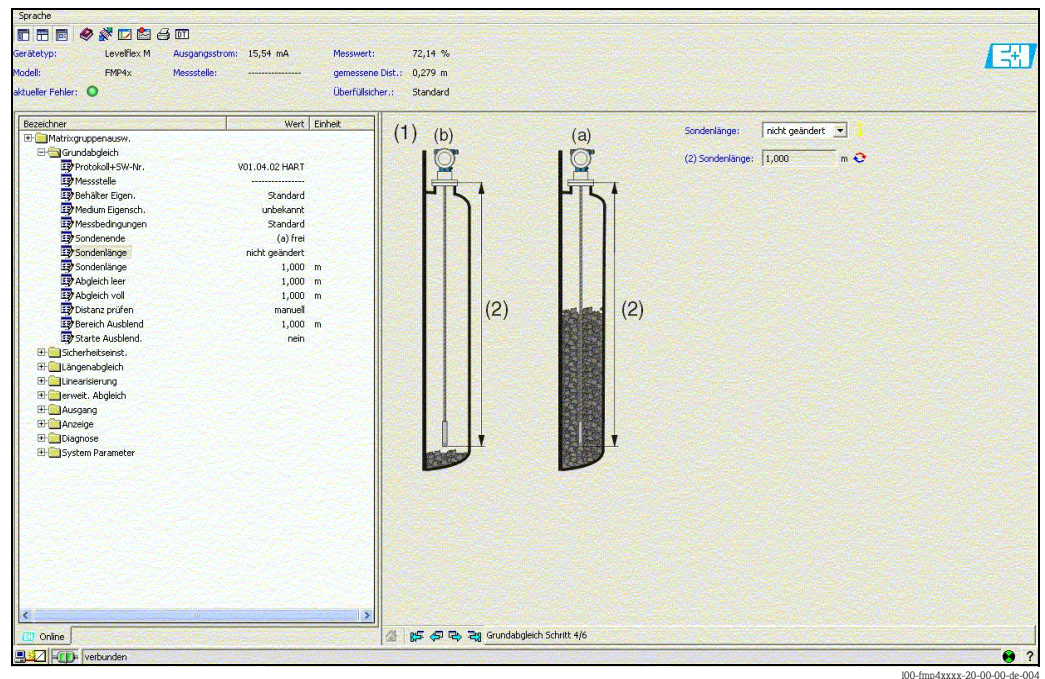 Sprache
Gerätetyp: Levelflex M Ausgangsstrom: 15,54 mA Messwert: 72,14 %
Modell: FMP4x Messstelle: ---------------- gemessene Dist.: 0,279 m
aktueller Fehler: Überfüllsicher.: Standard
E+H
Bezeichner Wert Einheit
Matrixgruppenausw.
Grundabgleich
Protokoll+SW-Nr. V01.04.02 HART
Messstelle ----------------
Behälter Eigen. Standard
Medium Eigensch. unbekannt
Messbedingungen Standard
Sondenende (a) frei
Sondenlänge nicht geändert
Sondenlänge 1,000 m
Abgleich leer 1,000 m
Abgleich voll 1,000 m
Distanz prüfen manuell
Bereich Ausblend 1,000 m
Starte Ausblend. nein
Sicherheitseinst.
Längenabgleich
Linearisierung
erweit. Abgleich
Ausgang
Anzeige
Diagnose
System Parameter
(1) (b) (a)
(2) (2)
Sondenlänge: nicht geändert
(2) Sondenlänge: 1,000 m
Online
Grundabgleich Schritt 4/6
verbunden
?
l00-fmp4xxxx-20-00-00-de-004